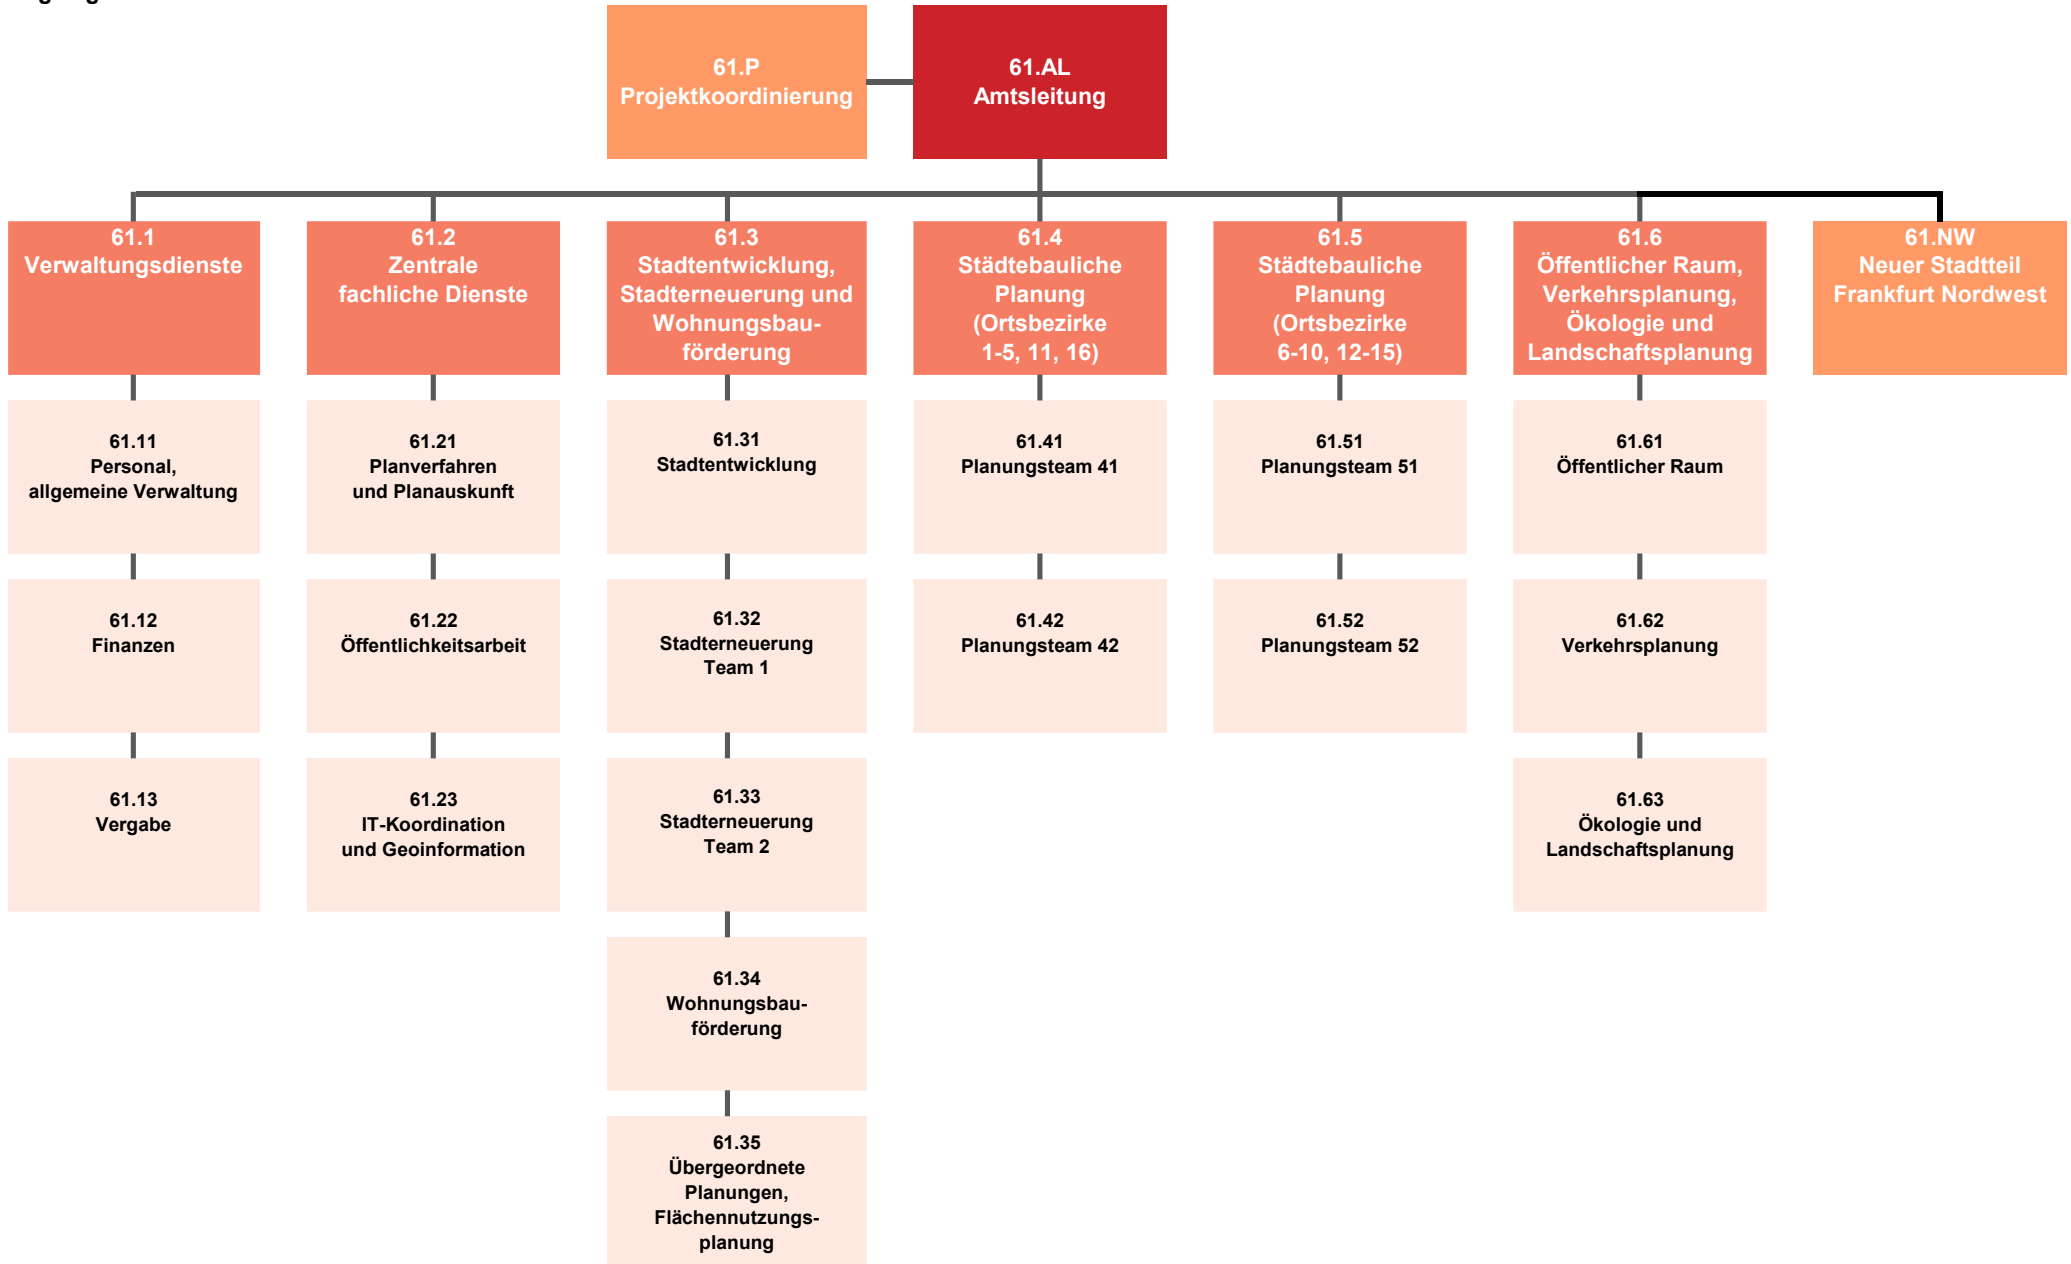 61.P
Projektkoordinierung
61.AL
Amtsleitung
61.1
Verwaltungsdienste
61.2
Zentrale
fachliche Dienste
61.3
Stadtentwicklung,
Stadterneuerung und
Wohnungsbau-
förderung
61.4
Städtebauliche
Planung
(Ortsbezirke
1-5, 11, 16)
61.5
Städtebauliche
Planung
(Ortsbezirke
6-10, 12-15)
61.6
Öffentlicher Raum,
Verkehrsplanung,
Ökologie und
Landschaftsplanung
61.NW
Neuer Stadtteil
Frankfurt Nordwest
61.11
Personal,
allgemeine Verwaltung
61.21
Planverfahren
und Planauskunft
61.31
Stadtentwicklung
61.41
Planungsteam 41
61.51
Planungsteam 51
61.61
Öffentlicher Raum
61.12
Finanzen
61.22
Öffentlichkeitsarbeit
61.32
Stadterneuerung
Team 1
61.42
Planungsteam 42
61.52
Planungsteam 52
61.62
Verkehrsplanung
61.13
Vergabe
61.23
IT-Koordination
und Geoinformation
61.33
Stadterneuerung
Team 2
61.63
Ökologie und
Landschaftsplanung
61.34
Wohnungsbau-
förderung
61.35
Übergeordnete
Planungen,
Flächennutzungs-
planung